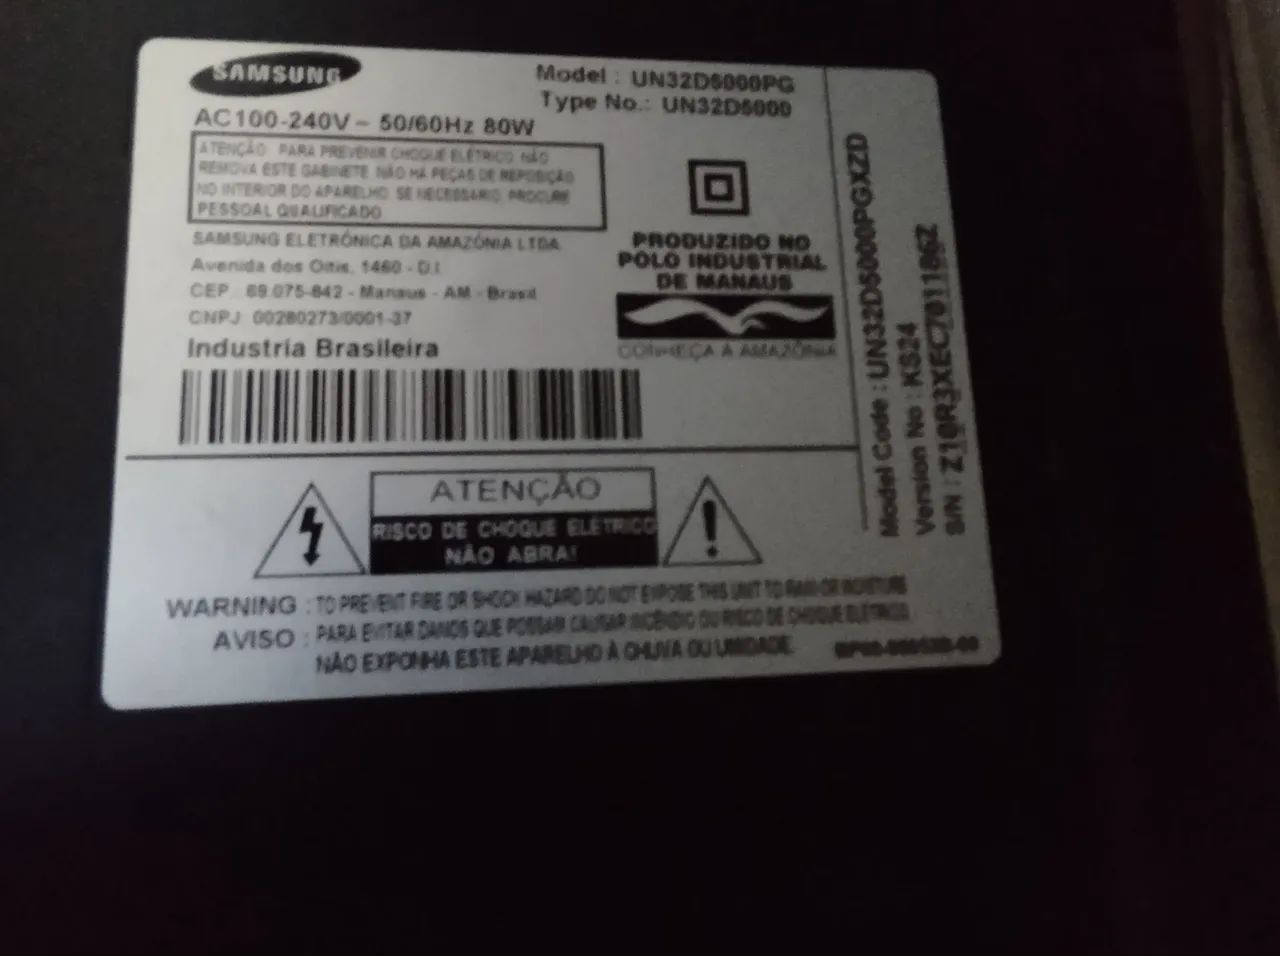 SAMSUNG
Model : UN32D5000PG
Type No.: UN32D5000
AC100-240V~ 50/60Hz 80W
ATENÇÃO: PARA PREVENIR CHOQUE ELÉTRICO, NÃO
REMOVA ESTE GABINETE. NÃO HÁ PEÇAS DE REPOSIÇÃO
NO INTERIOR DO APARELHO. SE NECESSÁRIO, PROCURE
PESSOAL QUALIFICADO
SAMSUNG ELETRÔNICA DA AMAZÔNIA LTDA
Avenida dos Oitis, 1460 - D.I.
CEP.: 69.075-842 - Manaus - AM - Brasil
CNPJ: 00280273/0001-37
Industria Brasileira
PRODUZIDO NO
PÓLO INDUSTRIAL
DE MANAUS
CONHEÇA A AMAZÔNIA
Model Code : UN32D5000PGXZD
Version No : KS24
S/N : Z10R3XEC701186Z
ATENÇÃO
RISCO DE CHOQUE ELÉTRICO
NÃO ABRA!
WARNING : TO PREVENT FIRE OR SHOCK HAZARD DO NOT EXPOSE THIS UNIT TO RAIN OR MOISTURE
AVISO : PARA EVITAR DANOS QUE POSSAM CAUSAR INCÊNDIO OU RISCO DE CHOQUE ELÉTRICO,
NÃO EXPONHA ESTE APARELHO À CHUVA OU UMIDADE.